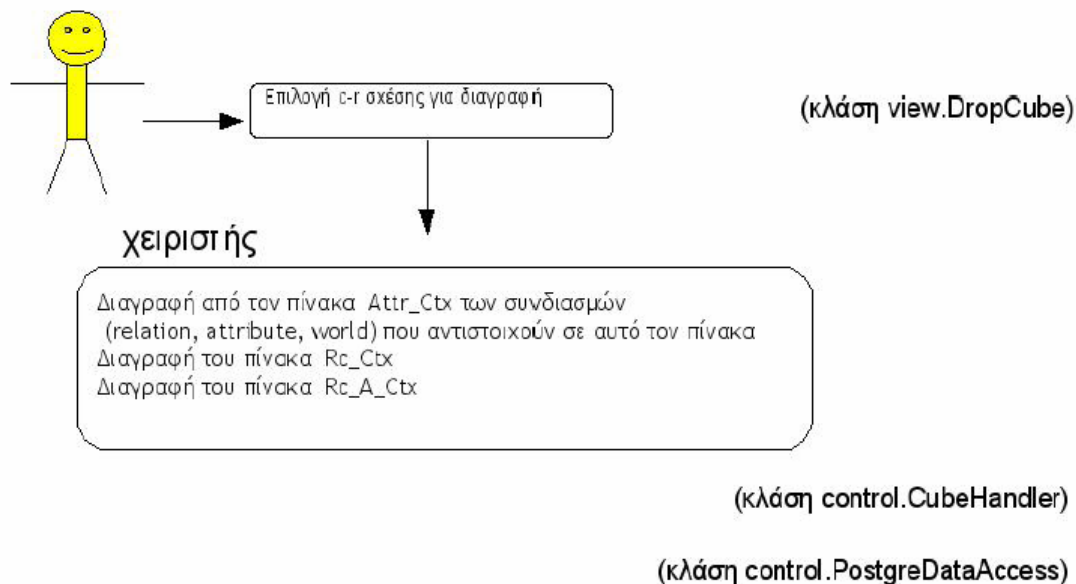 Επιλογή c-r σχέσης για διαγραφή
(κλάση view.DropCube)
χειριστής
Διαγραφή από τον πίνακα Attr_Ctx των συνδιασμών
(relation, attribute, world) που αντιστοιχούν σε αυτό τον πίνακα
Διαγραφή του πίνακα Rc_Ctx
Διαγραφή του πίνακα Rc_A_Ctx
(κλάση control.CubeHandler)
(κλάση control.PostgreDataAccess)